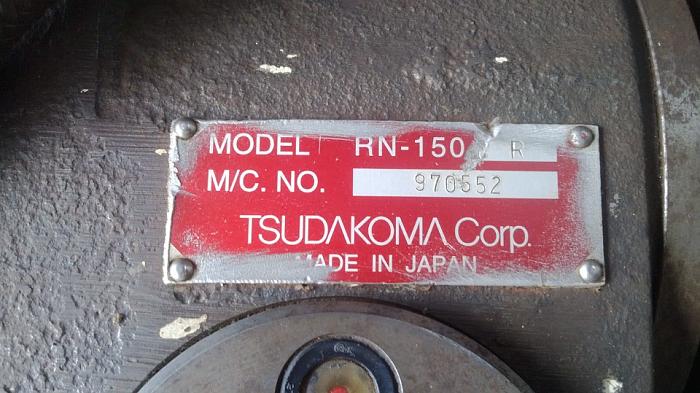 MODEL RN-150 R
M/C. NO. 970552
TSUDAKOMA Corp.
MADE IN JAPAN